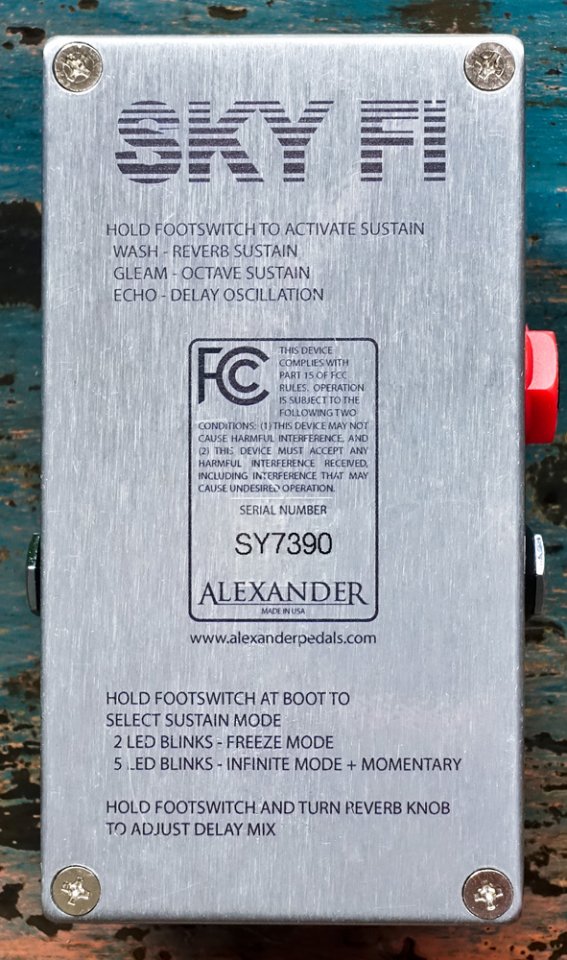 SKY FI
HOLD FOOTSWITCH TO ACTIVATE SUSTAIN
WASH - REVERB SUSTAIN
GLEAM - OCTAVE SUSTAIN
ECHO - DELAY OSCILLATION
FCC
THIS DEVICE
COMPLIES WITH
PART 15 OF FCC
RULES. OPERATION
IS SUBJECT TO THE
FOLLOWING TWO
CONDITIONS: (1) THIS DEVICE MAY NOT
CAUSE HARMFUL INTERFERENCE, AND
(2) THIS DEVICE MUST ACCEPT ANY
HARMFUL INTERFERENCE RECEIVED,
INCLUDING INTERFERENCE THAT MAY
CAUSE UNDESIRED OPERATION.
SERIAL NUMBER
SY7390
ALEXANDER
MADE IN USA
www.alexanderpedals.com
HOLD FOOTSWITCH AT BOOT TO
SELECT SUSTAIN MODE
2 LED BLINKS - FREEZE MODE
5 LED BLINKS - INFINITE MODE + MOMENTARY
HOLD FOOTSWITCH AND TURN REVERB KNOB
TO ADJUST DELAY MIX